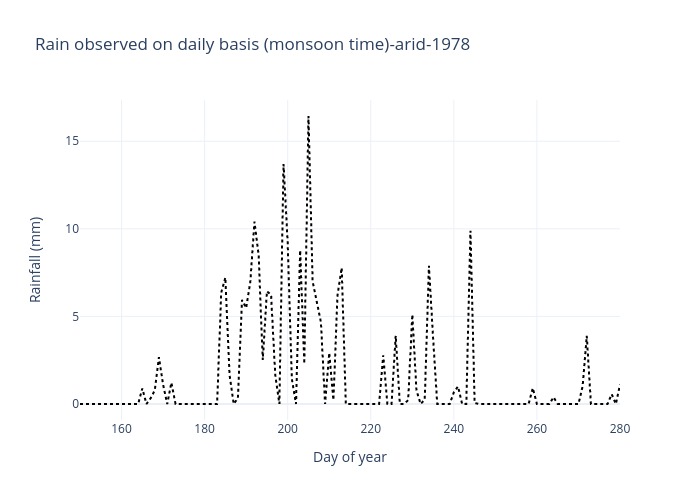 Rain observed on daily basis (monsoon time)-arid-1978
15
10
5
0
Rainfall (mm)
160 180 200 220 240 260 280
Day of year